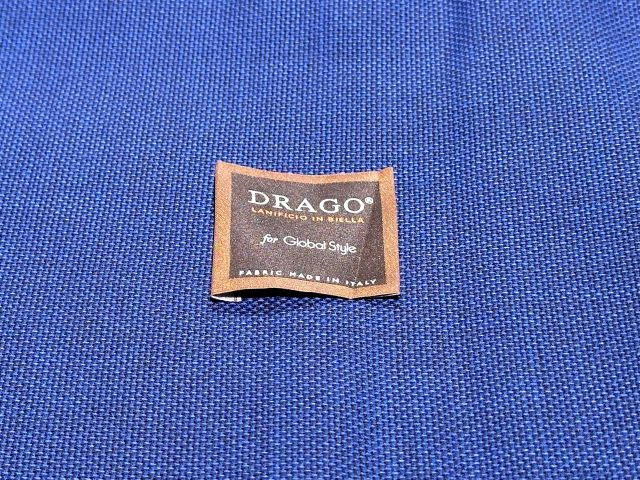 DRAGO®
LANIFICIO IN BIELLA
for Global Style
FABRIC MADE IN ITALY